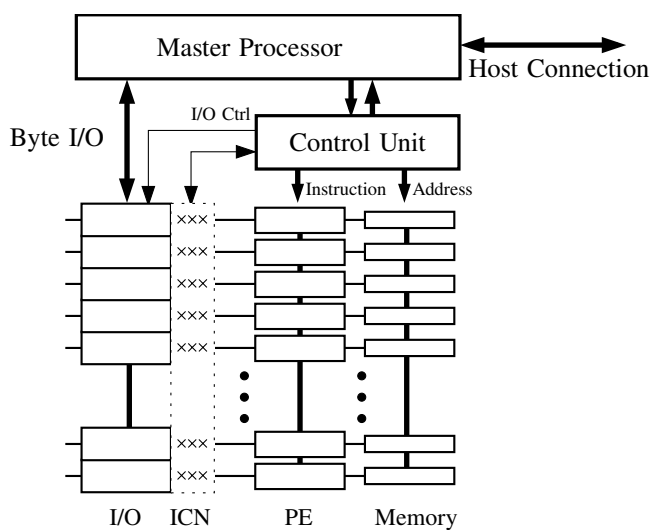 Master Processor
Host Connection
I/O Ctrl
Byte I/O
Control Unit
Instruction
Address
×××
×××
×××
×××
×××
×××
×××
I/O ICN PE Memory